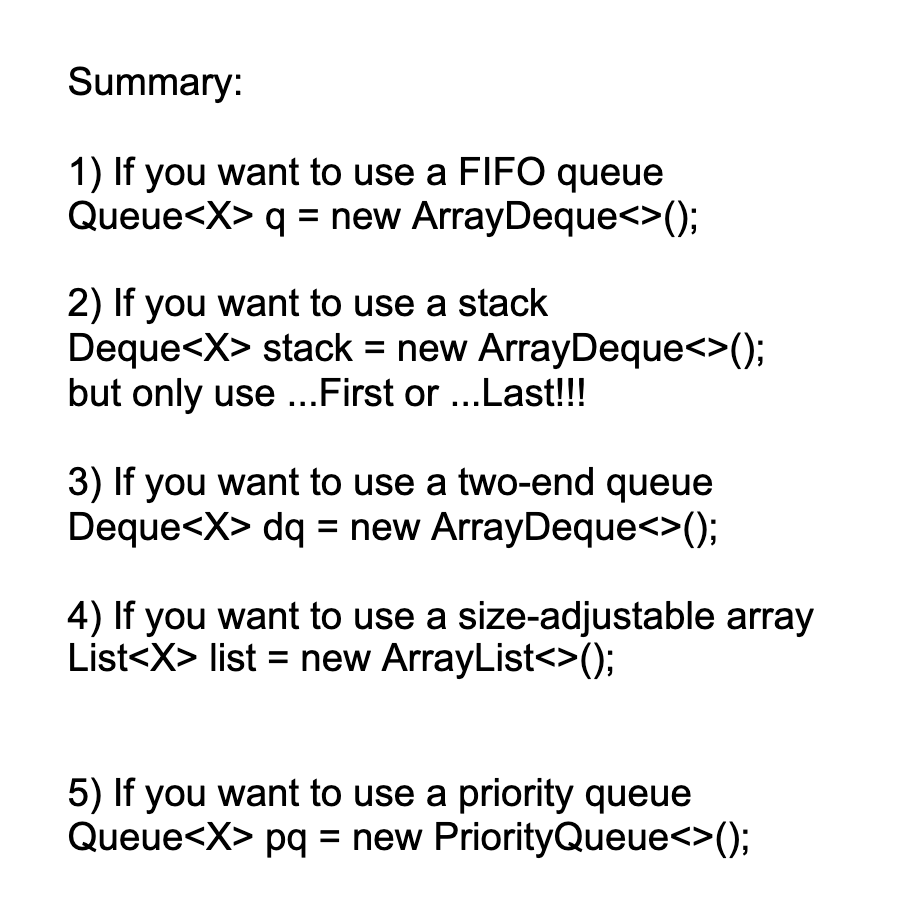 Summary:
1) If you want to use a FIFO queue
Queue<X> q = new ArrayDeque<>();
2) If you want to use a stack
Deque<X> stack = new ArrayDeque<>();
but only use ...First or ...Last!!!
3) If you want to use a two-end queue
Deque<X> dq = new ArrayDeque<>();
4) If you want to use a size-adjustable array
List<X> list = new ArrayList<>();
5) If you want to use a priority queue
Queue<X> pq = new PriorityQueue<>();